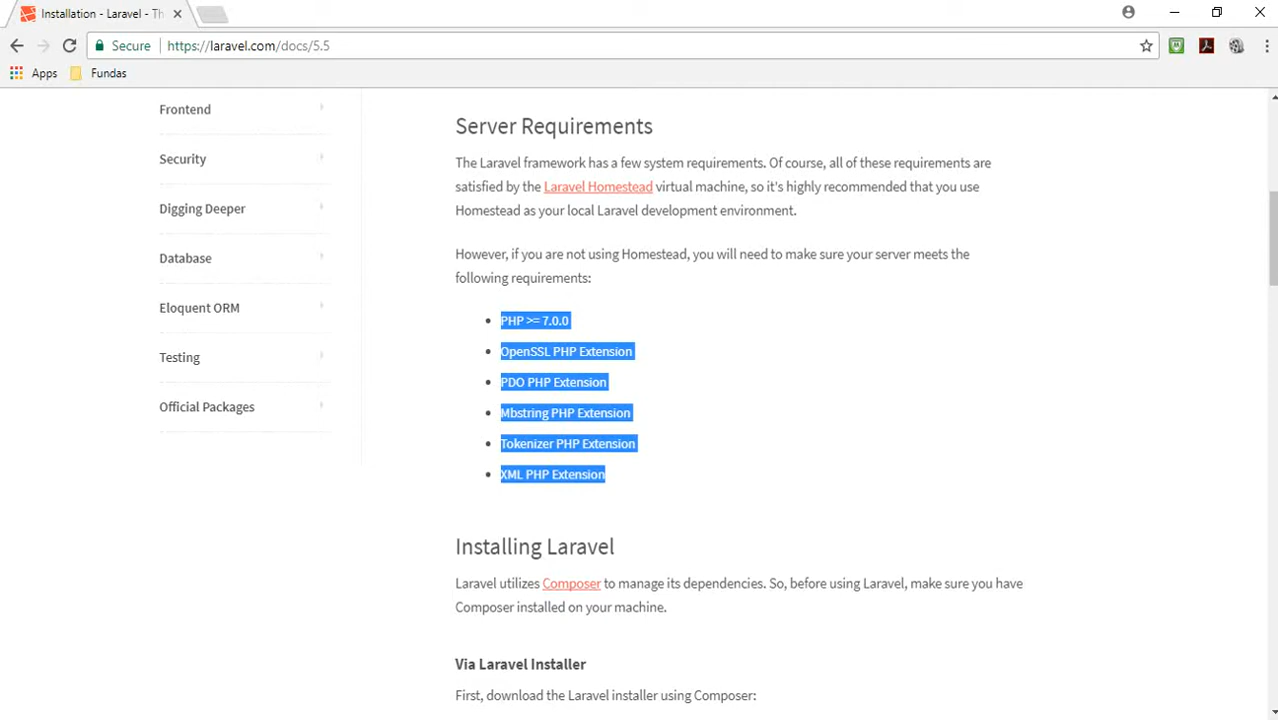 Installation - Laravel - Th
Secure https://laravel.com/docs/5.5
Apps Fundas
Frontend
Security
Digging Deeper
Database
Eloquent ORM
Testing
Official Packages
Server Requirements
The Laravel framework has a few system requirements. Of course, all of these requirements are
satisfied by the Laravel Homestead virtual machine, so it's highly recommended that you use
Homestead as your local Laravel development environment.
However, if you are not using Homestead, you will need to make sure your server meets the
following requirements:
PHP >= 7.0.0
OpenSSL PHP Extension
PDO PHP Extension
Mbstring PHP Extension
Tokenizer PHP Extension
XML PHP Extension
Installing Laravel
Laravel utilizes Composer to manage its dependencies. So, before using Laravel, make sure you have
Composer installed on your machine.
Via Laravel Installer
First, download the Laravel installer using Composer: